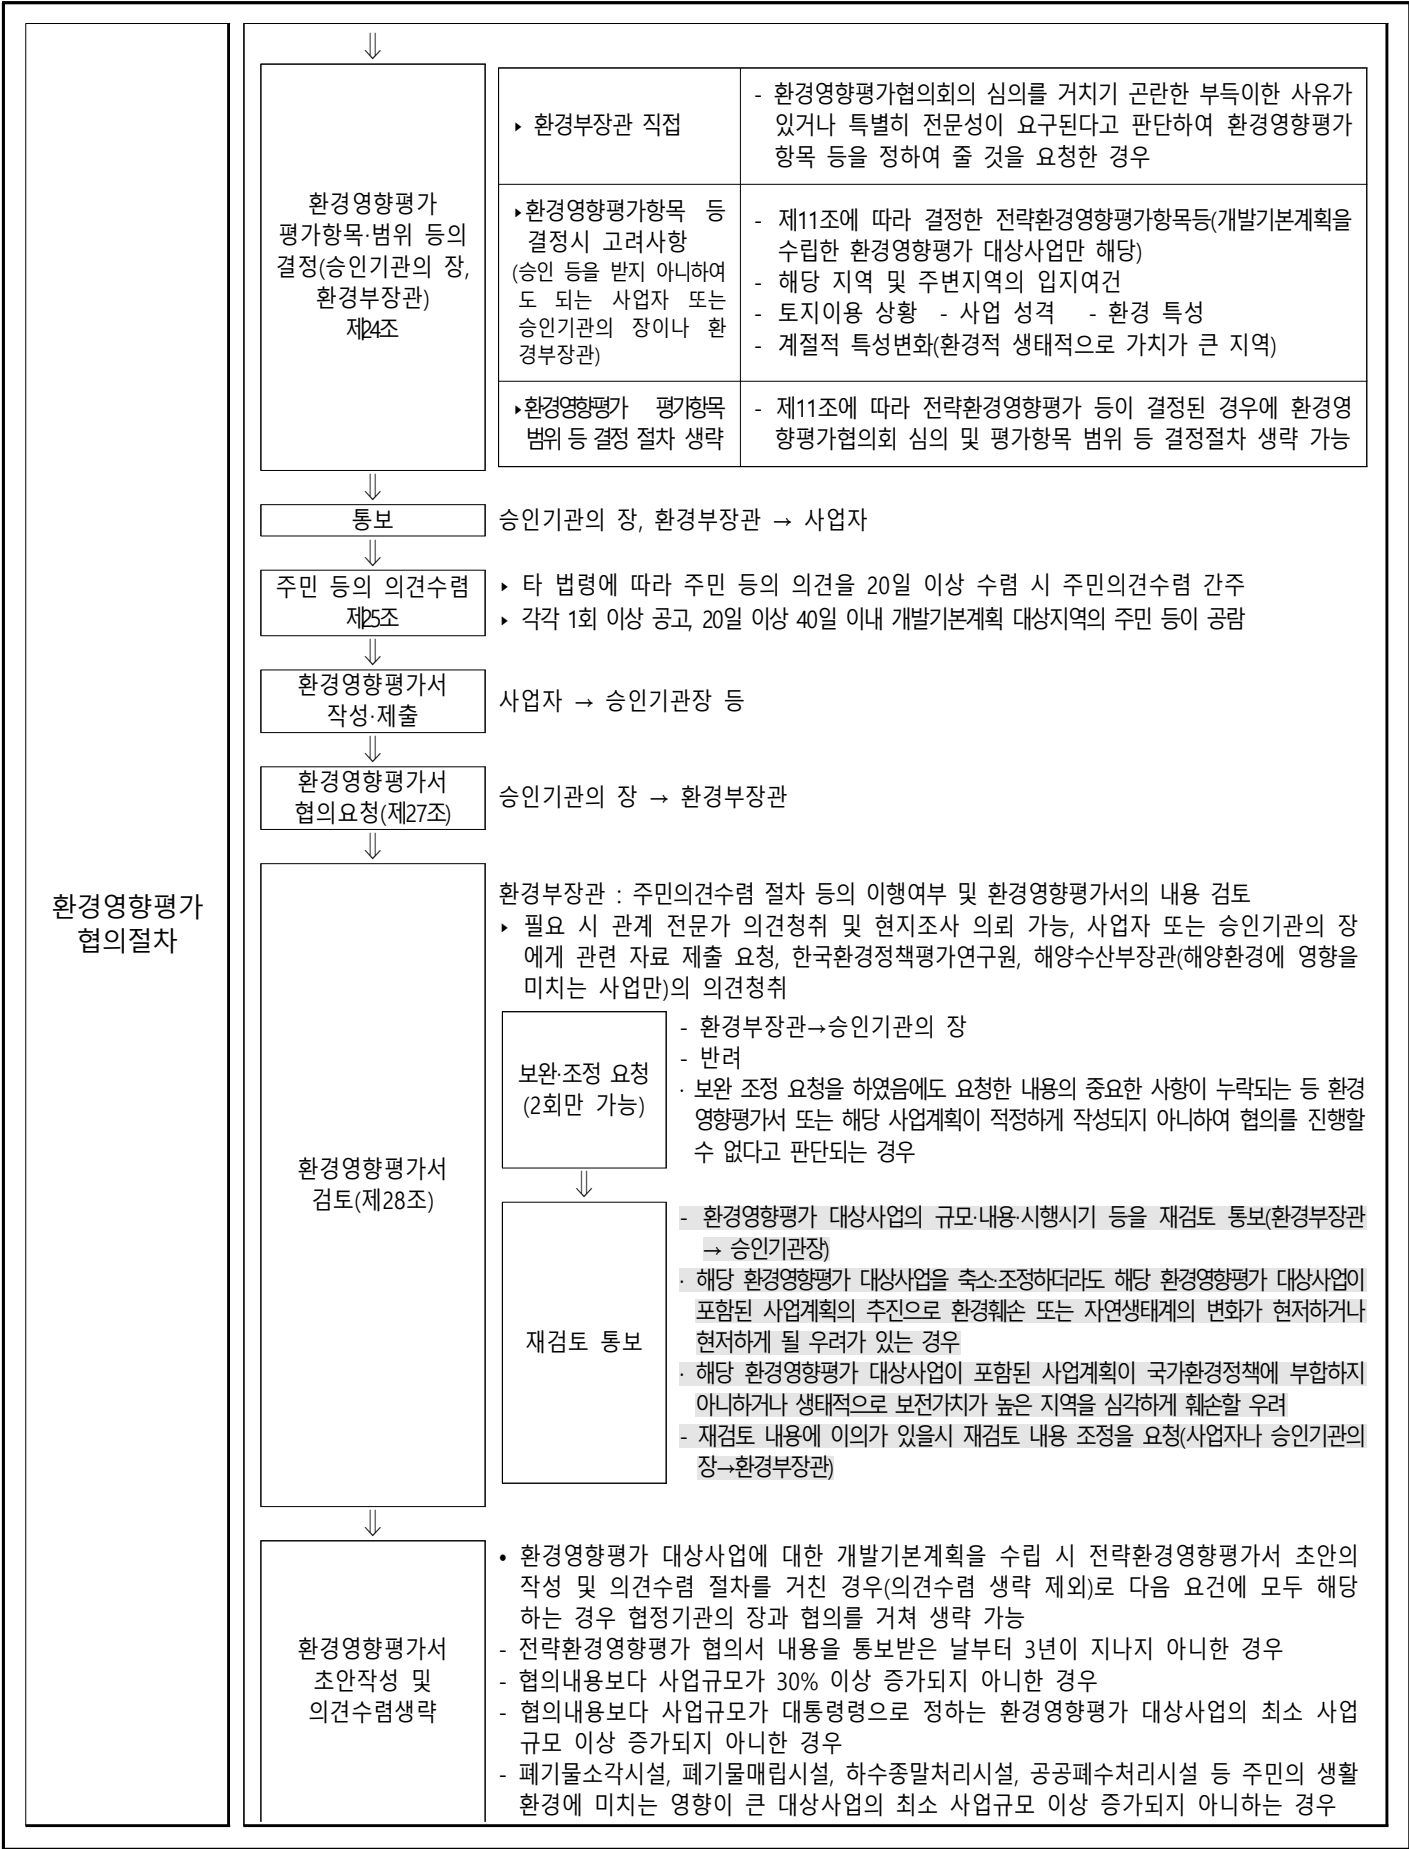 환경영향평가
협의절차
⇓
환경영향평가
평가항목·범위 등의
결정(승인기관의 장,
환경부장관)
제24조
▸ 환경부장관 직접
- 환경영향평가협의회의 심의를 거치기 곤란한 부득이한 사유가
있거나 특별히 전문성이 요구된다고 판단하여 환경영향평가
항목 등을 정하여 줄 것을 요청한 경우
▸환경영향평가항목 등
결정시 고려사항
(승인 등을 받지 아니하여
도 되는 사업자 또는
승인기관의 장이나 환
경부장관)
- 제11조에 따라 결정한 전략환경영향평가항목등(개발기본계획을
수립한 환경영향평가 대상사업만 해당)
- 해당 지역 및 주변지역의 입지여건
- 토지이용 상황 - 사업 성격 - 환경 특성
- 계절적 특성변화(환경적 생태적으로 가치가 큰 지역)
▸환경영향평가 평가항목
범위 등 결정 절차 생략
- 제11조에 따라 전략환경영향평가 등이 결정된 경우에 환경영
향평가협의회 심의 및 평가항목 범위 등 결정절차 생략 가능
⇓
통보
승인기관의 장, 환경부장관 → 사업자
⇓
주민 등의 의견수렴
제25조
▸ 타 법령에 따라 주민 등의 의견을 20일 이상 수렴 시 주민의견수렴 간주
▸ 각각 1회 이상 공고, 20일 이상 40일 이내 개발기본계획 대상지역의 주민 등이 공람
⇓
환경영향평가서
작성·제출
사업자 → 승인기관장 등
⇓
환경영향평가서
협의요청(제27조)
승인기관의 장 → 환경부장관
⇓
환경영향평가서
검토(제28조)
환경부장관 : 주민의견수렴 절차 등의 이행여부 및 환경영향평가서의 내용 검토
▸ 필요 시 관계 전문가 의견청취 및 현지조사 의뢰 가능, 사업자 또는 승인기관의 장
에게 관련 자료 제출 요청, 한국환경정책평가연구원, 해양수산부장관(해양환경에 영향을
미치는 사업만)의 의견청취
보완·조정 요청
(2회만 가능)
- 환경부장관→승인기관의 장
- 반려
· 보완 조정 요청을 하였음에도 요청한 내용의 중요한 사항이 누락되는 등 환경
영향평가서 또는 해당 사업계획이 적정하게 작성되지 아니하여 협의를 진행할
수 없다고 판단되는 경우
⇓
재검토 통보
- 환경영향평가 대상사업의 규모·내용·시행시기 등을 재검토 통보(환경부장관
→ 승인기관장)
· 해당 환경영향평가 대상사업을 축소·조정하더라도 해당 환경영향평가 대상사업이
포함된 사업계획의 추진으로 환경훼손 또는 자연생태계의 변화가 현저하거나
현저하게 될 우려가 있는 경우
· 해당 환경영향평가 대상사업이 포함된 사업계획이 국가환경정책에 부합하지
아니하거나 생태적으로 보전가치가 높은 지역을 심각하게 훼손할 우려
- 재검토 내용에 이의가 있을시 재검토 내용 조정을 요청(사업자나 승인기관의
장→환경부장관)
⇓
환경영향평가서
초안작성 및
의견수렴생략
• 환경영향평가 대상사업에 대한 개발기본계획을 수립 시 전략환경영향평가서 초안의
작성 및 의견수렴 절차를 거친 경우(의견수렴 생략 제외)로 다음 요건에 모두 해당
하는 경우 협정기관의 장과 협의를 거쳐 생략 가능
- 전략환경영향평가 협의서 내용을 통보받은 날부터 3년이 지나지 아니한 경우
- 협의내용보다 사업규모가 30% 이상 증가되지 아니한 경우
- 협의내용보다 사업규모가 대통령령으로 정하는 환경영향평가 대상사업의 최소 사업
규모 이상 증가되지 아니한 경우
- 폐기물소각시설, 폐기물매립시설, 하수종말처리시설, 공공폐수처리시설 등 주민의 생활
환경에 미치는 영향이 큰 대상사업의 최소 사업규모 이상 증가되지 아니하는 경우